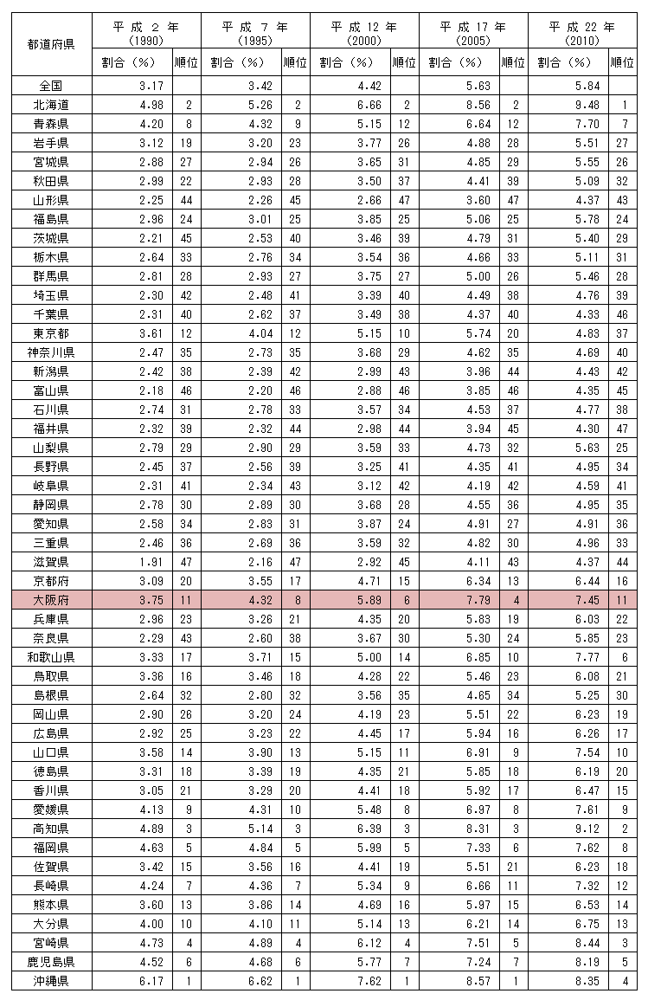 都道府県 平成 2 年 (1990) 平成 7 年 (1995) 平成 12 年 (2000) 平成 17 年 (2005) 平成 22 年 (2010)
割合 (％) 順位 割合 (％) 順位 割合 (％) 順位 割合 (％) 順位 割合 (％) 順位
全国 3.17 3.42 4.42 5.63 5.84
北海道 4.98 2 5.26 2 6.66 2 8.56 2 9.48 1
青森県 4.20 8 4.32 9 5.15 12 6.64 12 7.70 7
岩手県 3.12 19 3.20 23 3.77 26 4.88 28 5.51 27
宮城県 2.88 27 2.94 26 3.65 31 4.85 29 5.55 26
秋田県 2.99 22 2.93 28 3.50 37 4.41 39 5.09 32
山形県 2.25 44 2.26 45 2.66 47 3.60 47 4.37 43
福島県 2.96 24 3.01 25 3.85 25 5.06 25 5.78 24
茨城県 2.21 45 2.53 40 3.46 39 4.79 31 5.40 29
栃木県 2.64 33 2.76 34 3.54 36 4.66 33 5.11 31
群馬県 2.81 28 2.93 27 3.75 27 5.00 26 5.46 28
埼玉県 2.30 42 2.48 41 3.39 40 4.49 38 4.76 39
千葉県 2.31 40 2.62 37 3.49 38 4.37 40 4.33 46
東京都 3.61 12 4.04 12 5.15 10 5.74 20 4.83 37
神奈川県 2.47 35 2.73 35 3.68 29 4.62 35 4.69 40
新潟県 2.42 38 2.39 42 2.99 43 3.96 44 4.43 42
富山県 2.18 46 2.20 46 2.88 46 3.85 46 4.35 45
石川県 2.74 31 2.78 33 3.57 34 4.53 37 4.77 38
福井県 2.32 39 2.32 44 2.98 44 3.94 45 4.30 47
山梨県 2.79 29 2.90 29 3.59 33 4.73 32 5.63 25
長野県 2.45 37 2.56 39 3.25 41 4.35 41 4.95 34
岐阜県 2.31 41 2.34 43 3.12 42 4.19 42 4.59 41
静岡県 2.78 30 2.89 30 3.68 28 4.55 36 4.95 35
愛知県 2.58 34 2.83 31 3.87 24 4.91 27 4.91 36
三重県 2.46 36 2.69 36 3.59 32 4.82 30 4.96 33
滋賀県 1.91 47 2.16 47 2.92 45 4.11 43 4.37 44
京都府 3.09 20 3.55 17 4.71 15 6.34 13 6.44 16
大阪府 3.75 11 4.32 8 5.89 6 7.79 4 7.45 11
兵庫県 2.96 23 3.26 21 4.35 20 5.83 19 6.03 22
奈良県 2.29 43 2.60 38 3.67 30 5.30 24 5.85 23
和歌山県 3.33 17 3.71 15 5.00 14 6.85 10 7.77 6
鳥取県 3.36 16 3.46 18 4.28 22 5.46 23 6.08 21
島根県 2.64 32 2.80 32 3.56 35 4.65 34 5.25 30
岡山県 2.90 26 3.20 24 4.19 23 5.51 22 6.23 19
広島県 2.92 25 3.23 22 4.45 17 5.94 16 6.26 17
山口県 3.58 14 3.90 13 5.15 11 6.91 9 7.54 10
徳島県 3.31 18 3.39 19 4.35 21 5.85 18 6.19 20
香川県 3.05 21 3.29 20 4.41 18 5.92 17 6.47 15
愛媛県 4.13 9 4.31 10 5.48 8 6.97 8 7.61 9
高知県 4.89 3 5.14 3 6.39 3 8.31 3 9.12 2
福岡県 4.63 5 4.84 5 5.99 5 7.33 6 7.62 8
佐賀県 3.42 15 3.56 16 4.41 19 5.51 21 6.23 18
長崎県 4.24 7 4.36 7 5.34 9 6.66 11 7.32 12
熊本県 3.60 13 3.86 14 4.69 16 5.97 15 6.53 14
大分県 4.00 10 4.10 11 5.14 13 6.21 14 6.75 13
宮崎県 4.73 4 4.89 4 6.12 4 7.51 5 8.44 3
鹿児島県 4.52 6 4.68 6 5.77 7 7.24 7 8.19 5
沖縄県 6.17 1 6.62 1 7.62 1 8.57 1 8.35 4